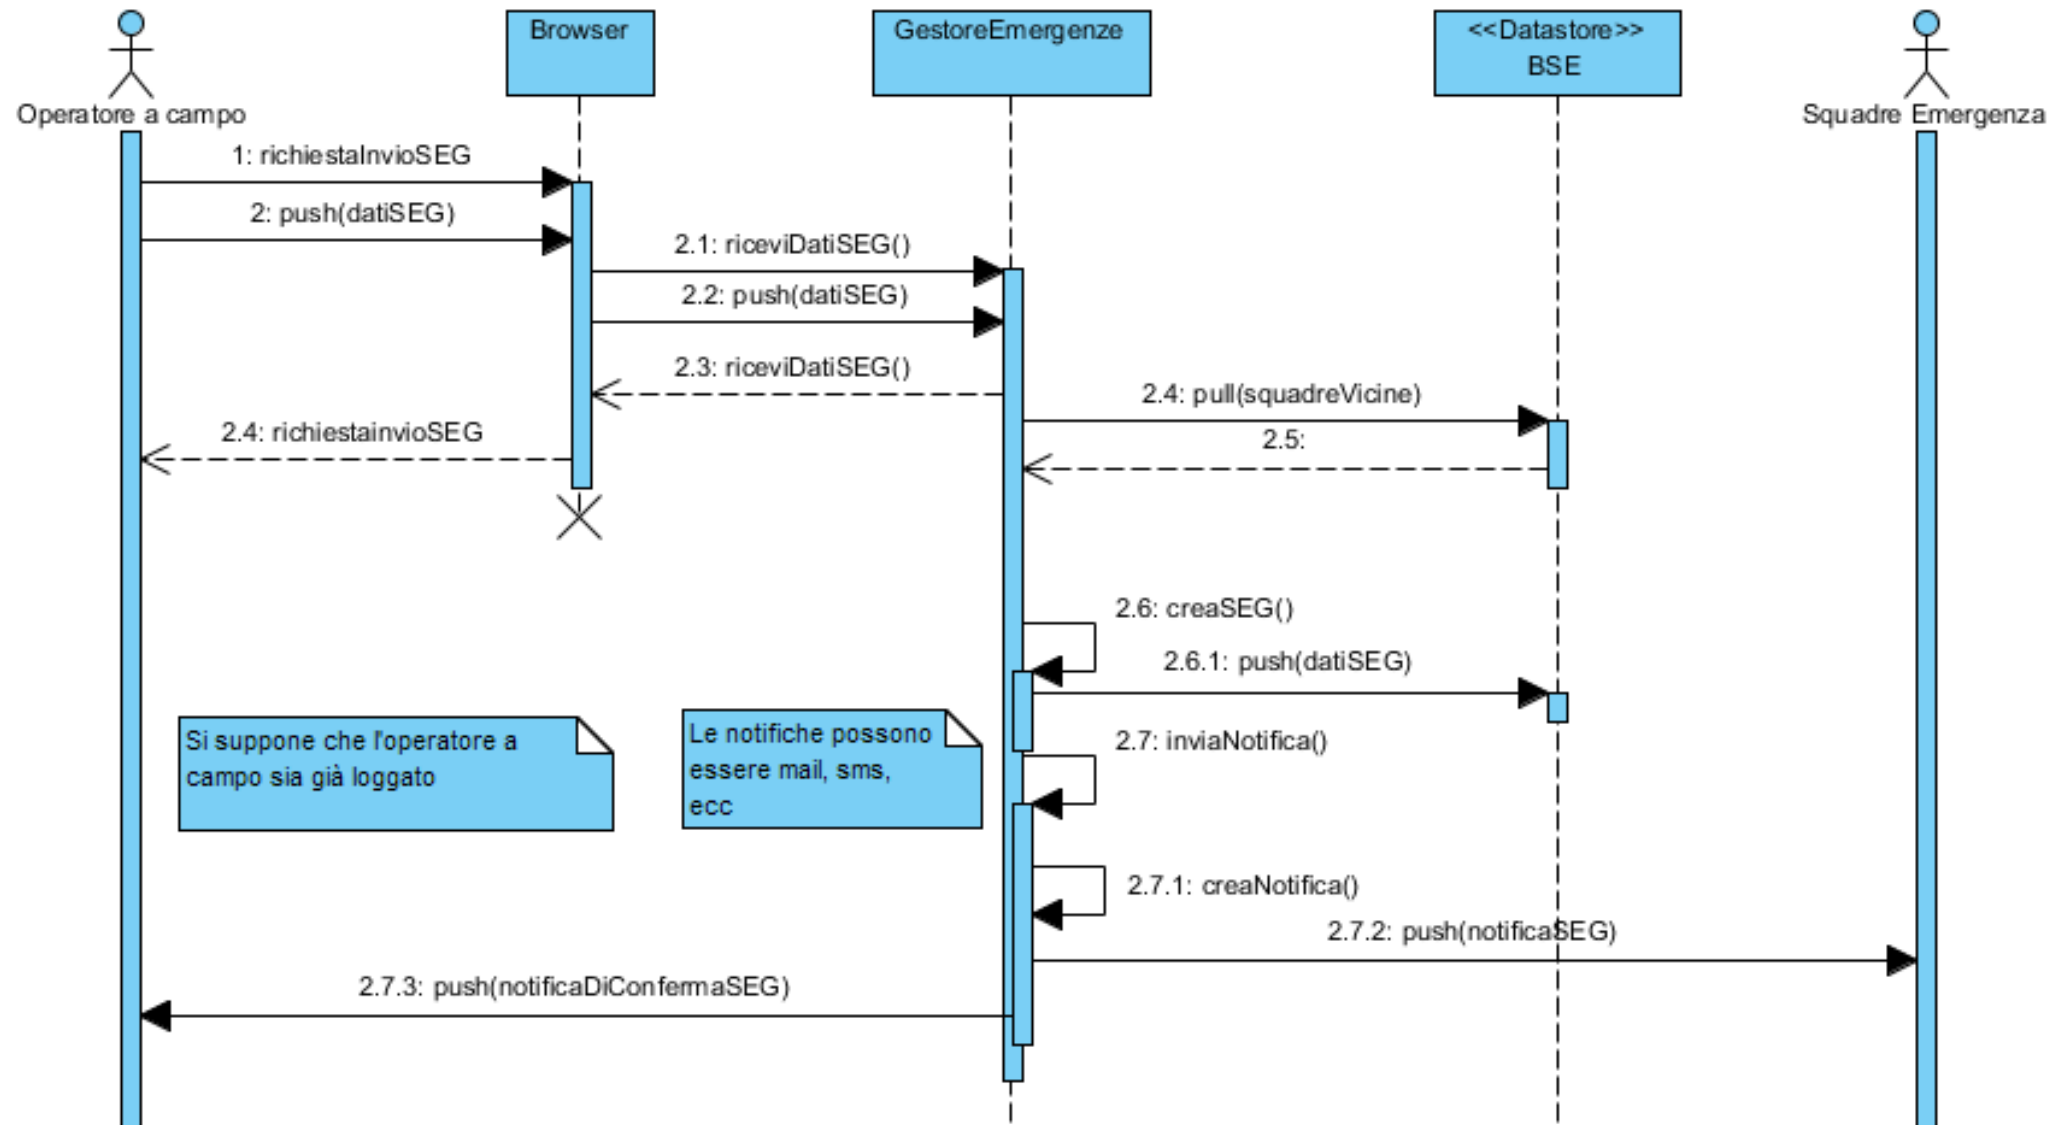 Browser
GestoreEmergenze
<<Datastore>>
BSE
Operatore a campo
Squadre Emergenza
1: richiestaInvioSEG
2: push(datiSEG)
2.1: riceviDatiSEG()
2.2: push(datiSEG)
2.3: riceviDatiSEG()
2.4: pull(squadreVicine)
2.4: richiestainvioSEG
2.5:
2.6: creaSEG()
2.6.1: push(datiSEG)
Si suppone che l'operatore a
campo sia già loggato
Le notifiche possono
essere mail, sms,
ecc
2.7: inviaNotifica()
2.7.1: creaNotifica()
2.7.2: push(notificaSEG)
2.7.3: push(notificaDiConfermaSEG)